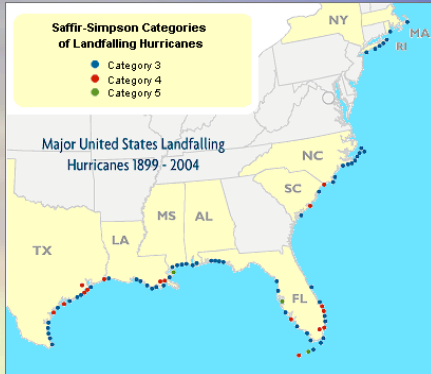 Saffir-Simpson Categories
of Landfalling Hurricanes
Category 3
Category 4
Category 5
Major United States Landfalling
Hurricanes 1899 - 2004
NY
MA
RI
NC
SC
MS
AL
LA
TX
FL